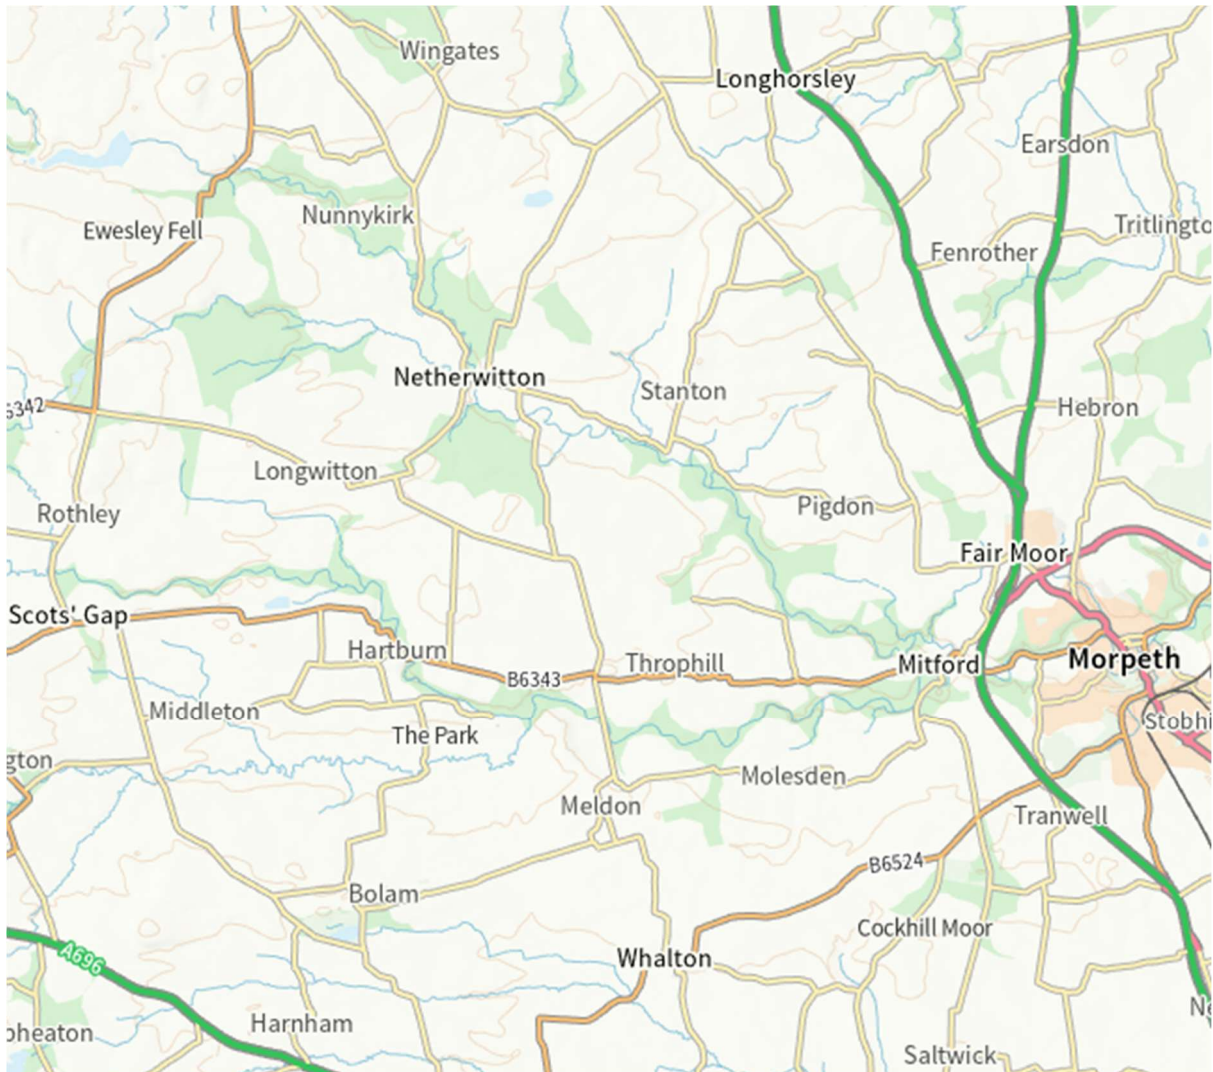 Wingates
Longhorsley
Earsdon
Nunnykirk
Ewesley Fell
Tritlingto
Fenrother
Netherwitton
Stanton
6342
Hebron
Longwitton
Pigdon
Rothley
Fair Moor
Scots' Gap
Hartburn
Throphill
Mitford
Morpeth
B6343
Middleton
Stobhi
The Park
gton
Molesden
Meldon
Tranwell
B6524
Bolam
Cockhill Moor
A696
Whalton
Ne
Harnham
pheaton
Saltwick